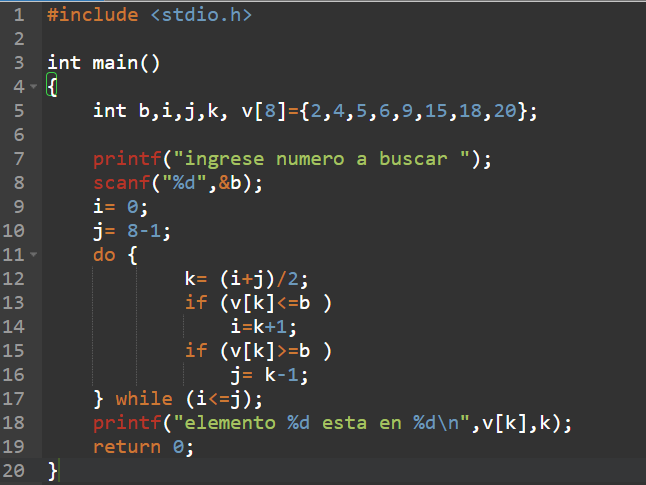 1 #include <stdio.h>
2
3 int main()
4 {
5 int b,i,j,k, v[8]={2,4,5,6,9,15,18,20};
6
7 printf("ingrese numero a buscar ");
8 scanf("%d",&b);
9 i= 0;
10 j= 8-1;
11 do {
12 k= (i+j)/2;
13 if (v[k]<=b )
14 i=k+1;
15 if (v[k]>=b )
16 j= k-1;
17 } while (i<=j);
18 printf("elemento %d esta en %d\n",v[k],k);
19 return 0;
20 }